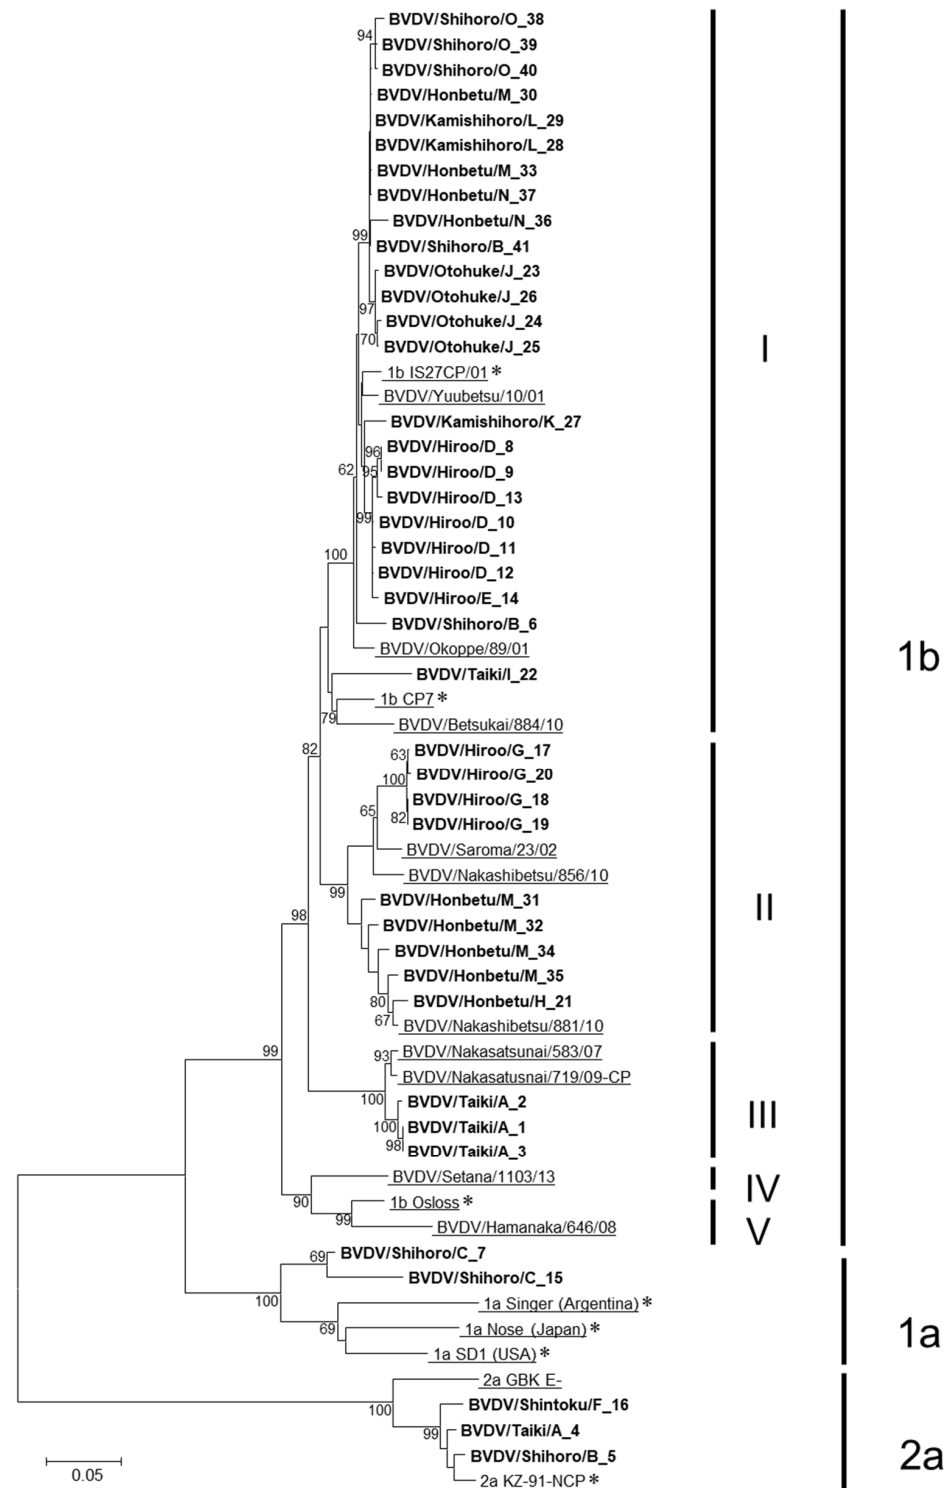 BVDV/Shihoro/O_38
94
BVDV/Shihoro/O_39
BVDV/Shihoro/O_40
BVDV/Honbetu/M_30
BVDV/Kamishihoro/L_29
BVDV/Kamishihoro/L_28
BVDV/Honbetu/M_33
BVDV/Honbetu/N_37
BVDV/Honbetu/N_36
99
BVDV/Shihoro/B_41
BVDV/Otohuke/J_23
BVDV/Otohuke/J_26
97
BVDV/Otohuke/J_24
70
BVDV/Otohuke/J_25
I
1b IS27CP/01 *
BVDV/Yuubetsu/10/01
BVDV/Kamishihoro/K_27
BVDV/Hiroo/D_8
96
62
95
BVDV/Hiroo/D_9
BVDV/Hiroo/D_13
99
BVDV/Hiroo/D_10
BVDV/Hiroo/D_11
100
BVDV/Hiroo/D_12
BVDV/Hiroo/E_14
BVDV/Shihoro/B_6
BVDV/Okoppe/89/01
1b
BVDV/Taiki/I_22
1b CP7 *
79
BVDV/Betsukai/884/10
82
BVDV/Hiroo/G_17
63
BVDV/Hiroo/G_20
100
BVDV/Hiroo/G_18
65
82
BVDV/Hiroo/G_19
BVDV/Saroma/23/02
BVDV/Nakashibetsu/856/10
99
BVDV/Honbetu/M_31
II
98
BVDV/Honbetu/M_32
BVDV/Honbetu/M_34
BVDV/Honbetu/M_35
80
BVDV/Honbetu/H_21
67
BVDV/Nakashibetsu/881/10
99
93
BVDV/Nakasatsunai/583/07
BVDV/Nakasatusnai/719/09-CP
100
BVDV/Taiki/A_2
III
100
BVDV/Taiki/A_1
98
BVDV/Taiki/A_3
BVDV/Setana/1103/13
IV
90
1b Osloss *
99
BVDV/Hamanaka/646/08
V
69
BVDV/Shihoro/C_7
BVDV/Shihoro/C_15
100
1a Singer (Argentina) *
69
1a Nose (Japan) *
1a
1a SD1 (USA) *
2a GBK E-
100
BVDV/Shintoku/F_16
99
BVDV/Taiki/A_4
BVDV/Shihoro/B_5
2a
2a KZ-91-NCP *
0.05